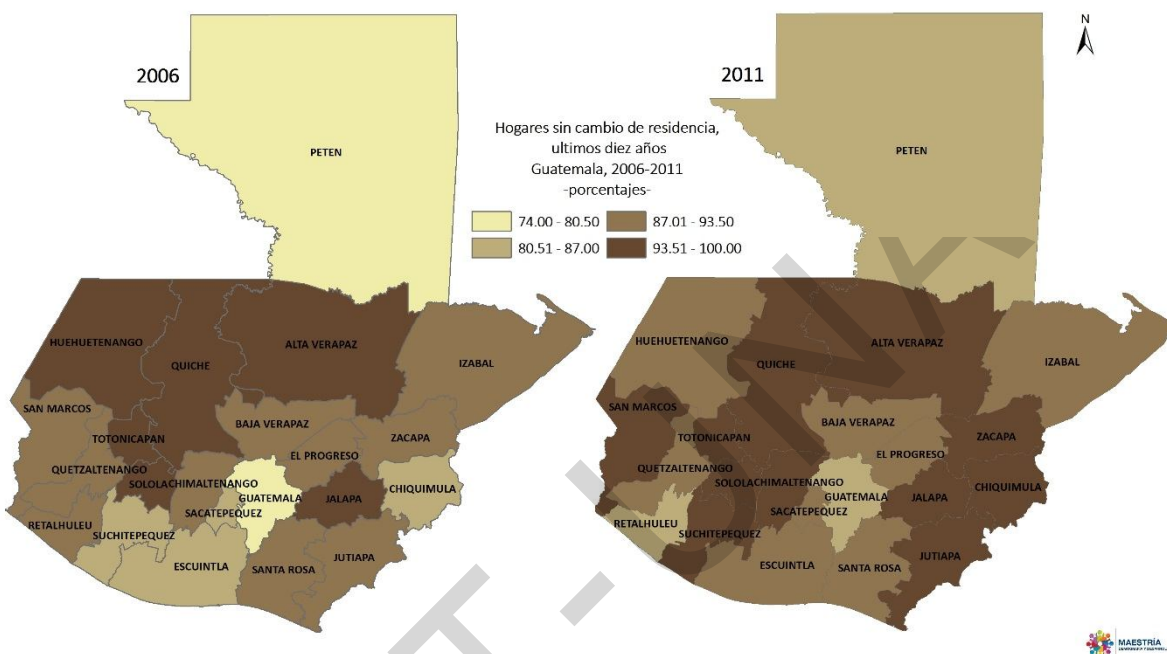 2006
PETEN
HUEHUETENANGO
QUICHE
ALTA VERAPAZ
IZABAL
SAN MARCOS
TOTONICAPAN
BAJA VERAPAZ
ZACAPA
EL PROGRESO
QUETZALTENANGO
SOLOLA
CHIMALTENANGO
GUATEMALA
JALAPA
CHIQUIMULA
SACATEPEQUEZ
RETALHULEU
SUCHITEPEQUEZ
ESCUINTLA
SANTA ROSA
JUTIAPA
Hogares sin cambio de residencia,
ultimos diez años
Guatemala, 2006-2011
-porcentajes-
74.00 - 80.50
87.01 - 93.50
80.51 - 87.00
93.51 - 100.00
2011
N
PETEN
HUEHUETENANGO
QUICHE
ALTA VERAPAZ
IZABAL
SAN MARCOS
TOTONICAPAN
BAJA VERAPAZ
ZACAPA
EL PROGRESO
QUETZALTENANGO
SOLOLA
CHIMALTENANGO
GUATEMALA
JALAPA
CHIQUIMULA
SACATEPEQUEZ
RETALHULEU
SUCHITEPEQUEZ
ESCUINTLA
SANTA ROSA
JUTIAPA
MAESTRÍA